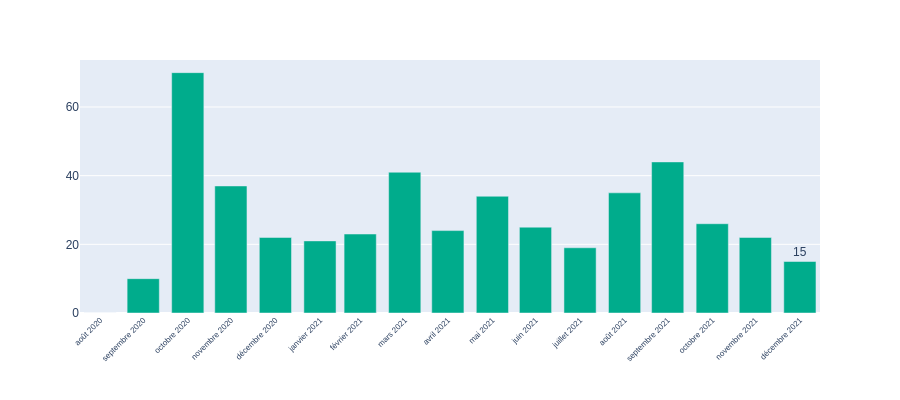 60
40
20
0
15
août 2020
septembre 2020
octobre 2020
novembre 2020
décembre 2020
janvier 2021
février 2021
mars 2021
avril 2021
mai 2021
juin 2021
juillet 2021
août 2021
septembre 2021
octobre 2021
novembre 2021
décembre 2021